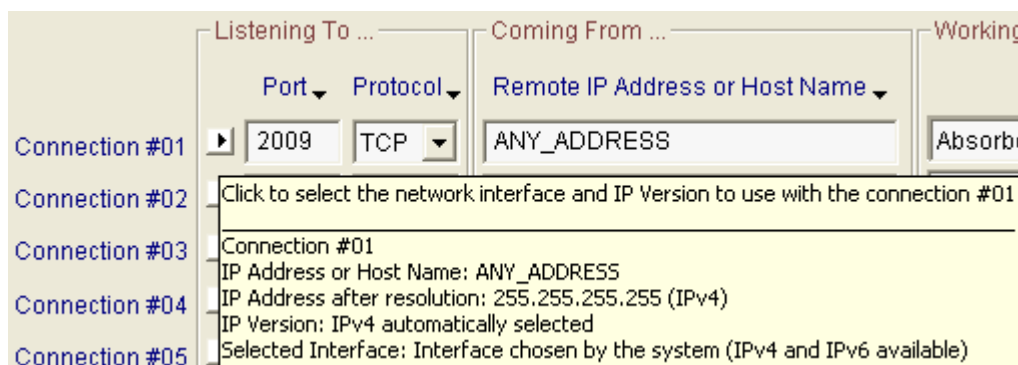 Listening To ... Coming From ... Working
Port Protocol Remote IP Address or Host Name
Connection #01 2009 TCP ANY_ADDRESS Absorb
Connection #02 Click to select the network interface and IP Version to use with the connection #01
Connection #03 Connection #01
IP Address or Host Name: ANY_ADDRESS
Connection #04 IP Address after resolution: 255.255.255.255 (IPv4)
IP Version: IPv4 automatically selected
Connection #05 Selected Interface: Interface chosen by the system (IPv4 and IPv6 available)